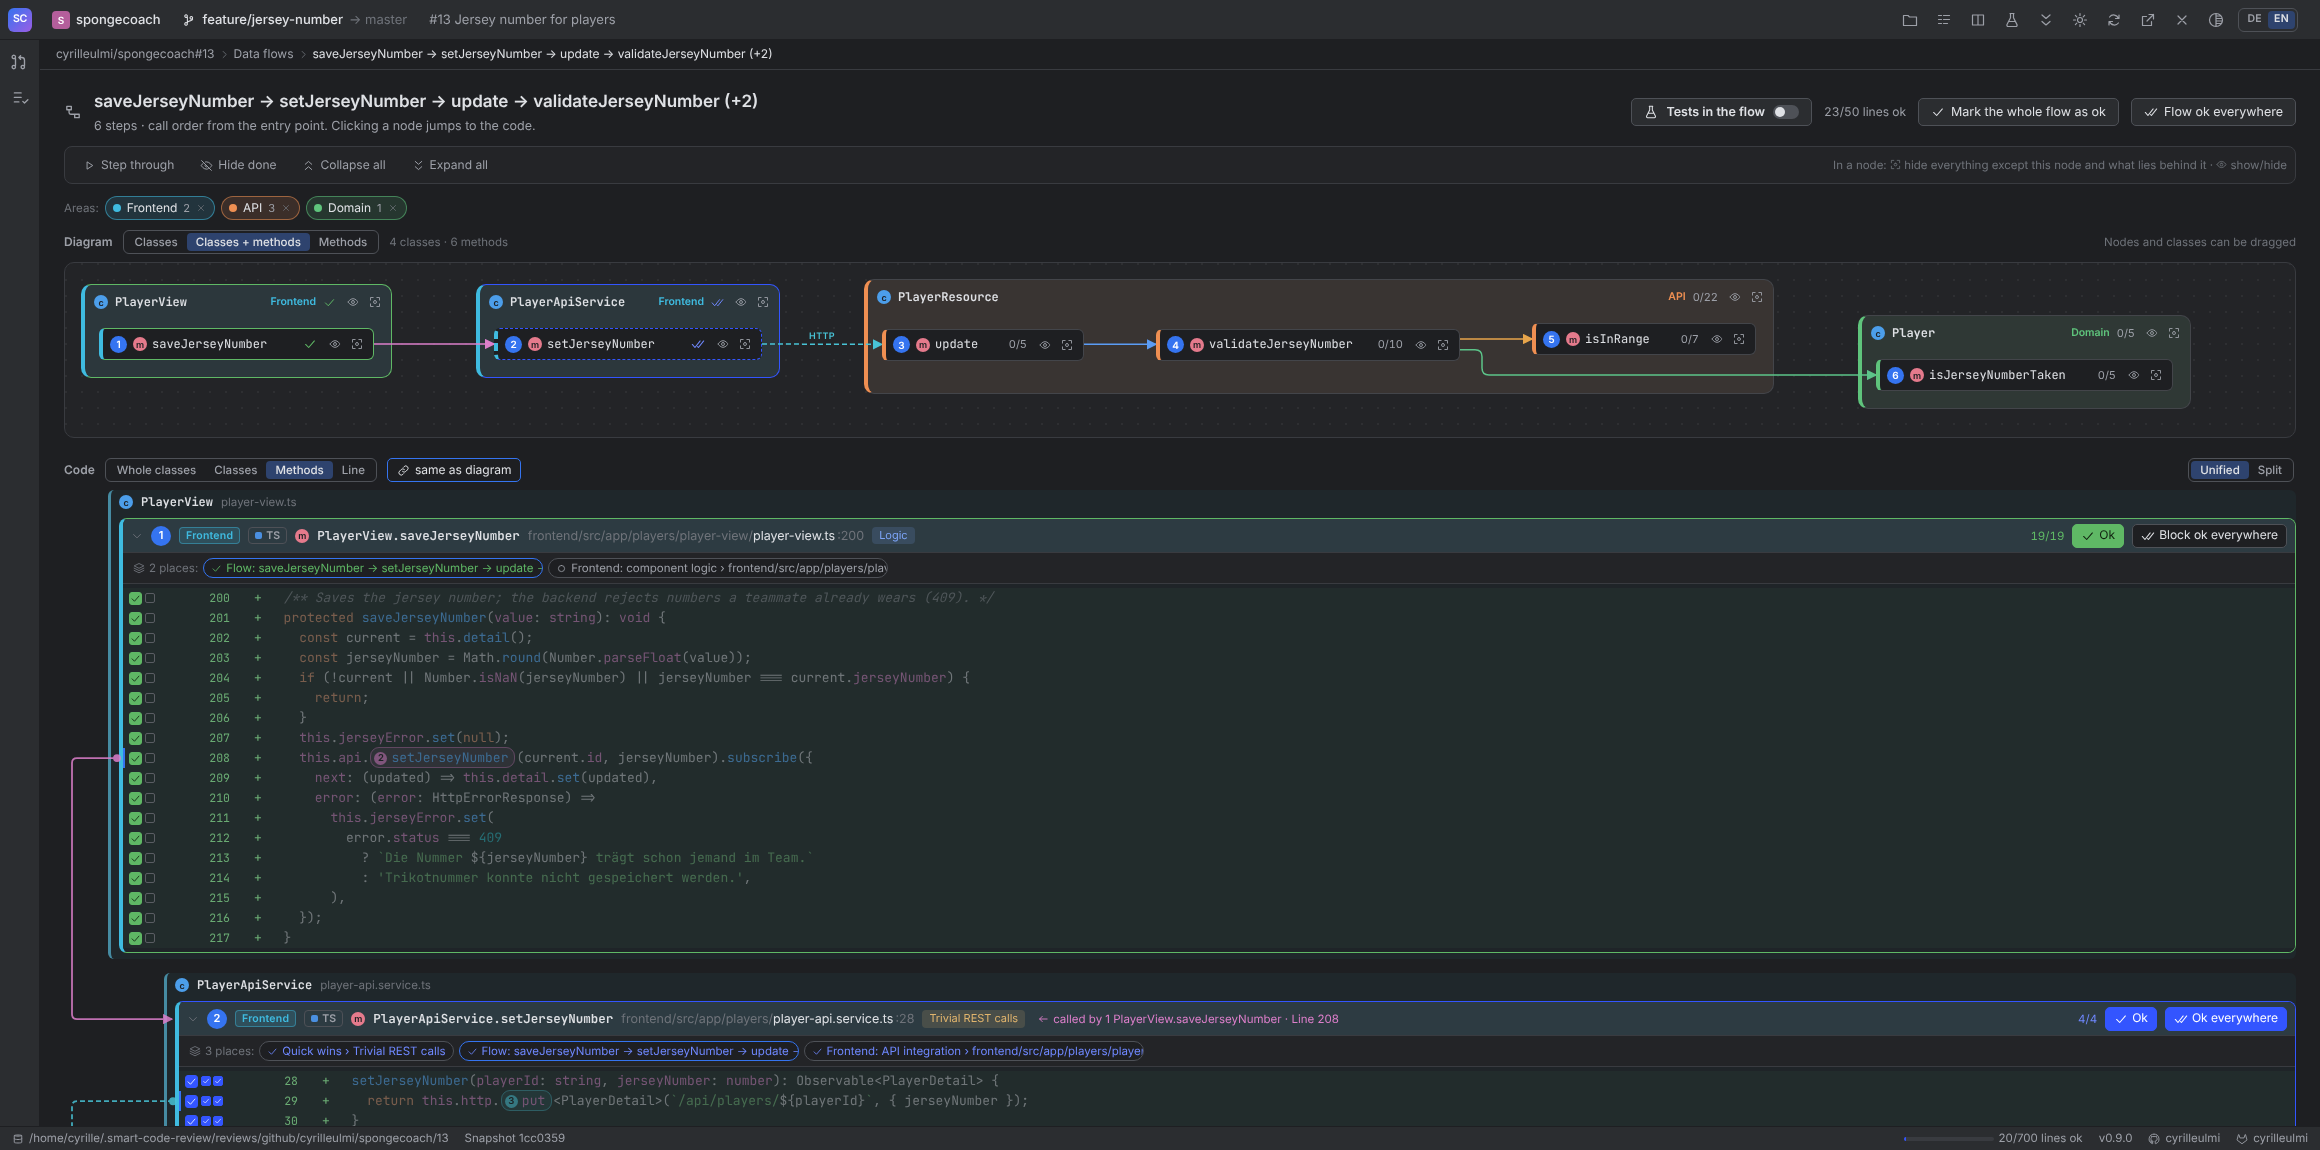 SC
S spongecoach feature/jersey-number → master #13 Jersey number for players DE EN
cyrilleulmi/spongecoach#13 › Data flows › saveJerseyNumber → setJerseyNumber → update → validateJerseyNumber (+2)
saveJerseyNumber → setJerseyNumber → update → validateJerseyNumber (+2)
6 steps · call order from the entry point. Clicking a node jumps to the code.
Tests in the flow 23/50 lines ok Mark the whole flow as ok Flow ok everywhere
Step through Hide done Collapse all Expand all In a node: hide everything except this node and what lies behind it · show/hide
Areas: Frontend 2 × API 3 × Domain 1 ×
Diagram Classes Classes + methods Methods 4 classes · 6 methods Nodes and classes can be dragged
c PlayerView Frontend
1 m saveJerseyNumber
c PlayerApiService Frontend
2 m setJerseyNumber
HTTP
c PlayerResource API 0/22
3 m update 0/5
4 m validateJerseyNumber 0/10
5 m isInRange 0/7
c Player Domain 0/5
6 m isJerseyNumberTaken 0/5
Code Whole classes Classes Methods Line same as diagram Unified Split
c PlayerView player-view.ts
1 Frontend TS m PlayerView.saveJerseyNumber frontend/src/app/players/player-view/player-view.ts:200 Logic 19/19 Ok Block ok everywhere
2 places: Flow: saveJerseyNumber → setJerseyNumber → update Frontend: component logic › frontend/src/app/players/play
200 + /** Saves the jersey number; the backend rejects numbers a teammate already wears (409). */
201 + protected saveJerseyNumber(value: string): void {
202 + const current = this.detail();
203 + const jerseyNumber = Math.round(Number.parseFloat(value));
204 + if (!current || Number.isNaN(jerseyNumber) || jerseyNumber === current.jerseyNumber) {
205 + return;
206 + }
207 + this.jerseyError.set(null);
208 + this.api.2 setJerseyNumber (current.id, jerseyNumber).subscribe({
209 + next: (updated) => this.detail.set(updated),
210 + error: (error: HttpErrorResponse) =>
211 + this.jerseyError.set(
212 + error.status === 409
213 + ? `Die Nummer ${jerseyNumber} trägt schon jemand im Team.`
214 + : 'Trikotnummer konnte nicht gespeichert werden.',
215 + ),
216 + });
217 + }
c PlayerApiService player-api.service.ts
2 Frontend TS m PlayerApiService.setJerseyNumber frontend/src/app/players/player-api.service.ts:28 Trivial REST calls ← called by 1 PlayerView.saveJerseyNumber · Line 208 4/4 Ok Ok everywhere
3 places: Quick wins › Trivial REST calls Flow: saveJerseyNumber → setJerseyNumber → update Frontend: API integration › frontend/src/app/players/player
28 + setJerseyNumber(playerId: string, jerseyNumber: number): Observable<PlayerDetail> {
29 + return this.http.3 put <PlayerDetail>(`/api/players/${playerId}`, { jerseyNumber });
30 + }
/home/cyrille/.smart-code-review/reviews/github/cyrilleulmi/spongecoach/13 Snapshot 1cc0359 20/700 lines ok v0.9.0 cyrilleulmi cyrilleulmi